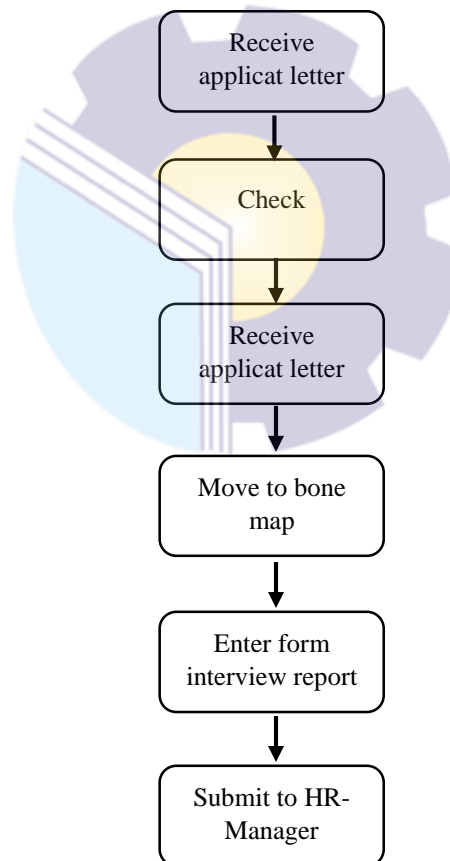 Receive
applicat letter
Check
Receive
applicat letter
Move to bone
map
Enter form
interview report
Submit to HR-
Manager